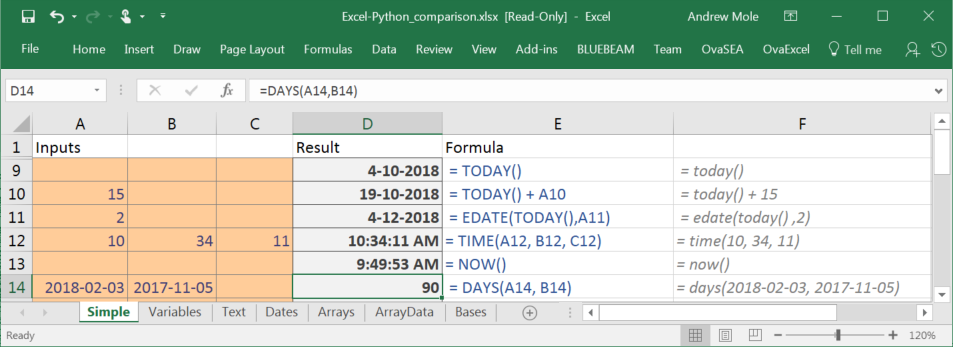 Excel-Python_comparison.xlsx [Read-Only] - Excel Andrew Mole
File Home Insert Draw Page Layout Formulas Data Review View Add-ins BLUEBEAM Team OvaSEA OvaExcel Tell me
D14 fx =DAYS(A14,B14)
A B C D E F
1 Inputs Result Formula
9 4-10-2018 = TODAY() = today()
10 15 19-10-2018 = TODAY() + A10 = today() + 15
11 2 4-12-2018 = EDATE(TODAY(),A11) = edate(today() ,2)
12 10 34 11 10:34:11 AM = TIME(A12, B12, C12) = time(10, 34, 11)
13 9:49:53 AM = NOW() = now()
14 2018-02-03 2017-11-05 90 = DAYS(A14, B14) = days(2018-02-03, 2017-11-05)
Simple Variables Text Dates Arrays ArrayData Bases
Ready 120%